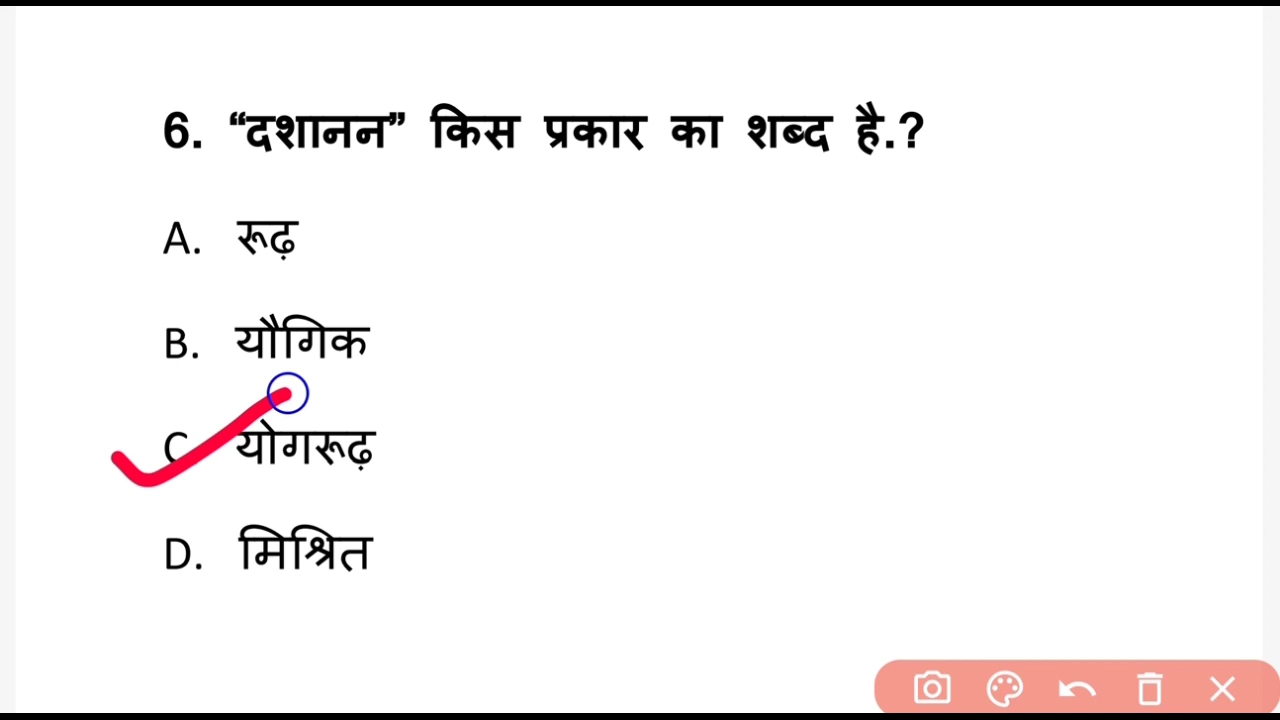 6. “दशानन” किस प्रकार का शब्द है.?
A. रूढ़
B. यौगिक
C योगरूढ़
D. मिश्रित